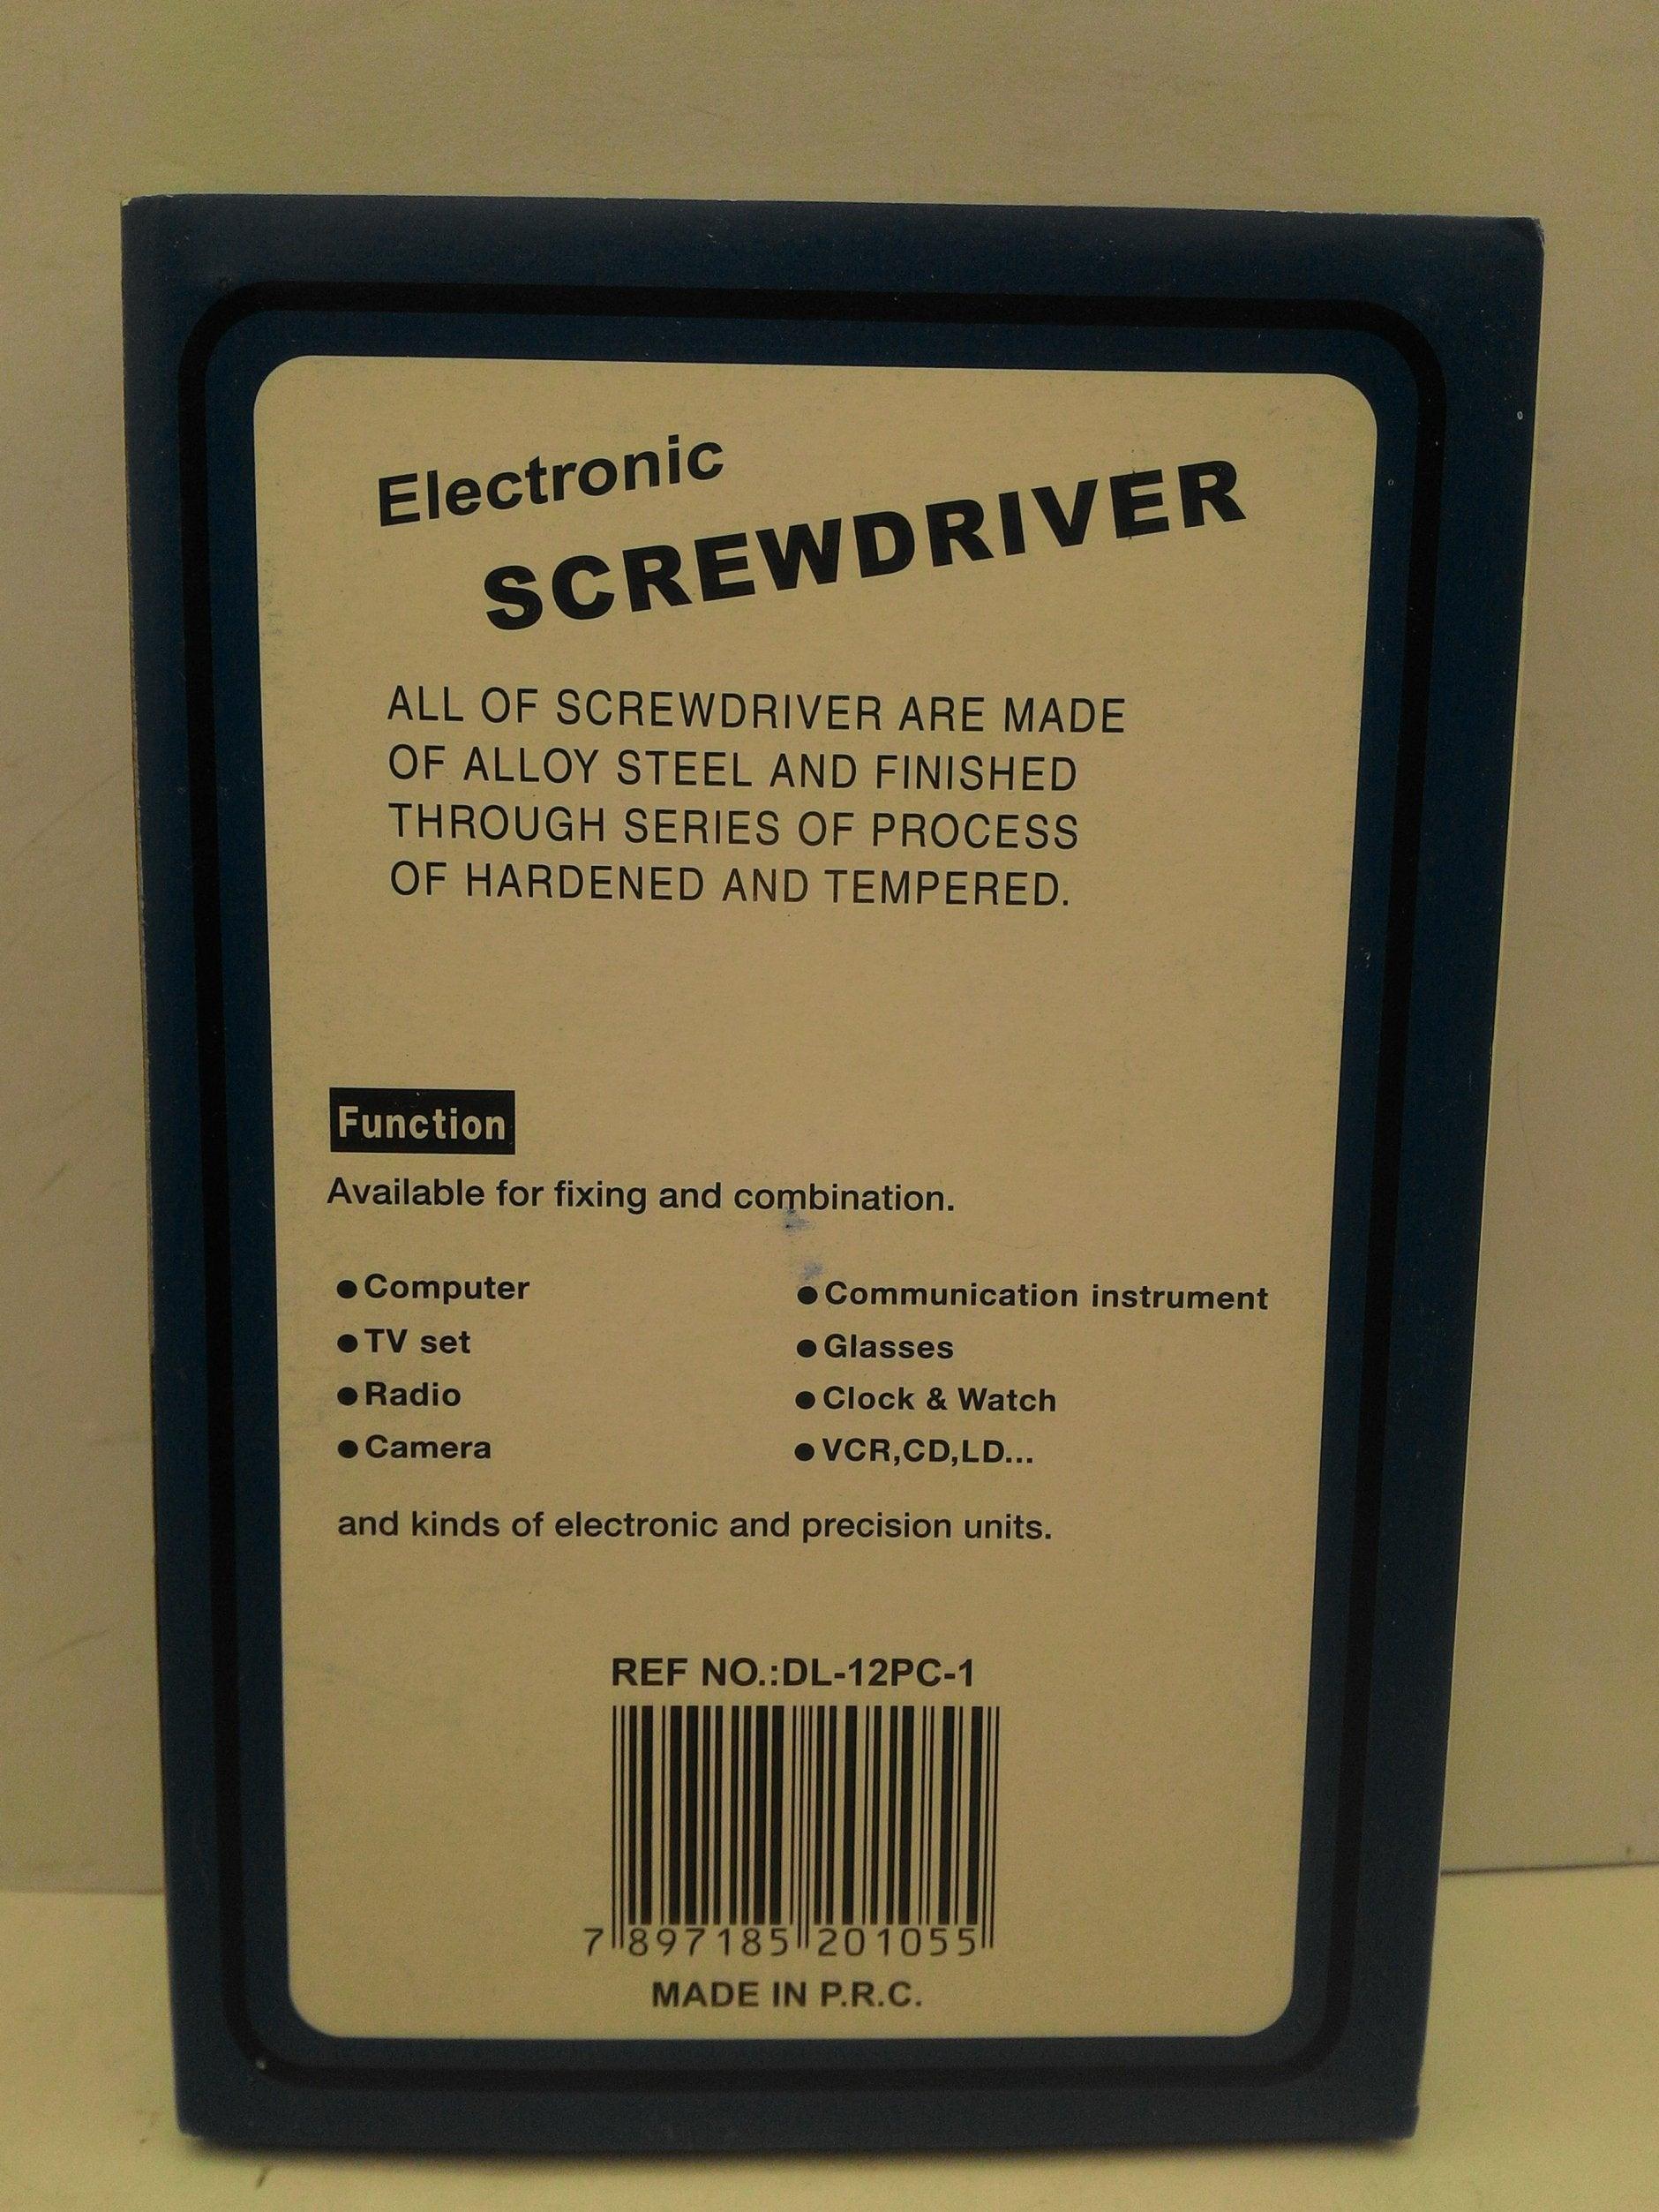 Electronic
SCREWDRIVER
ALL OF SCREWDRIVER ARE MADE
OF ALLOY STEEL AND FINISHED
THROUGH SERIES OF PROCESS
OF HARDENED AND TEMPERED.
Function
Available for fixing and combination.
● Computer
● TV set
● Radio
● Camera
● Communication instrument
● Glasses
● Clock & Watch
● VCR,CD,LD...
and kinds of electronic and precision units.
REF NO.:DL-12PC-1
7 897185 201055
MADE IN P.R.C.